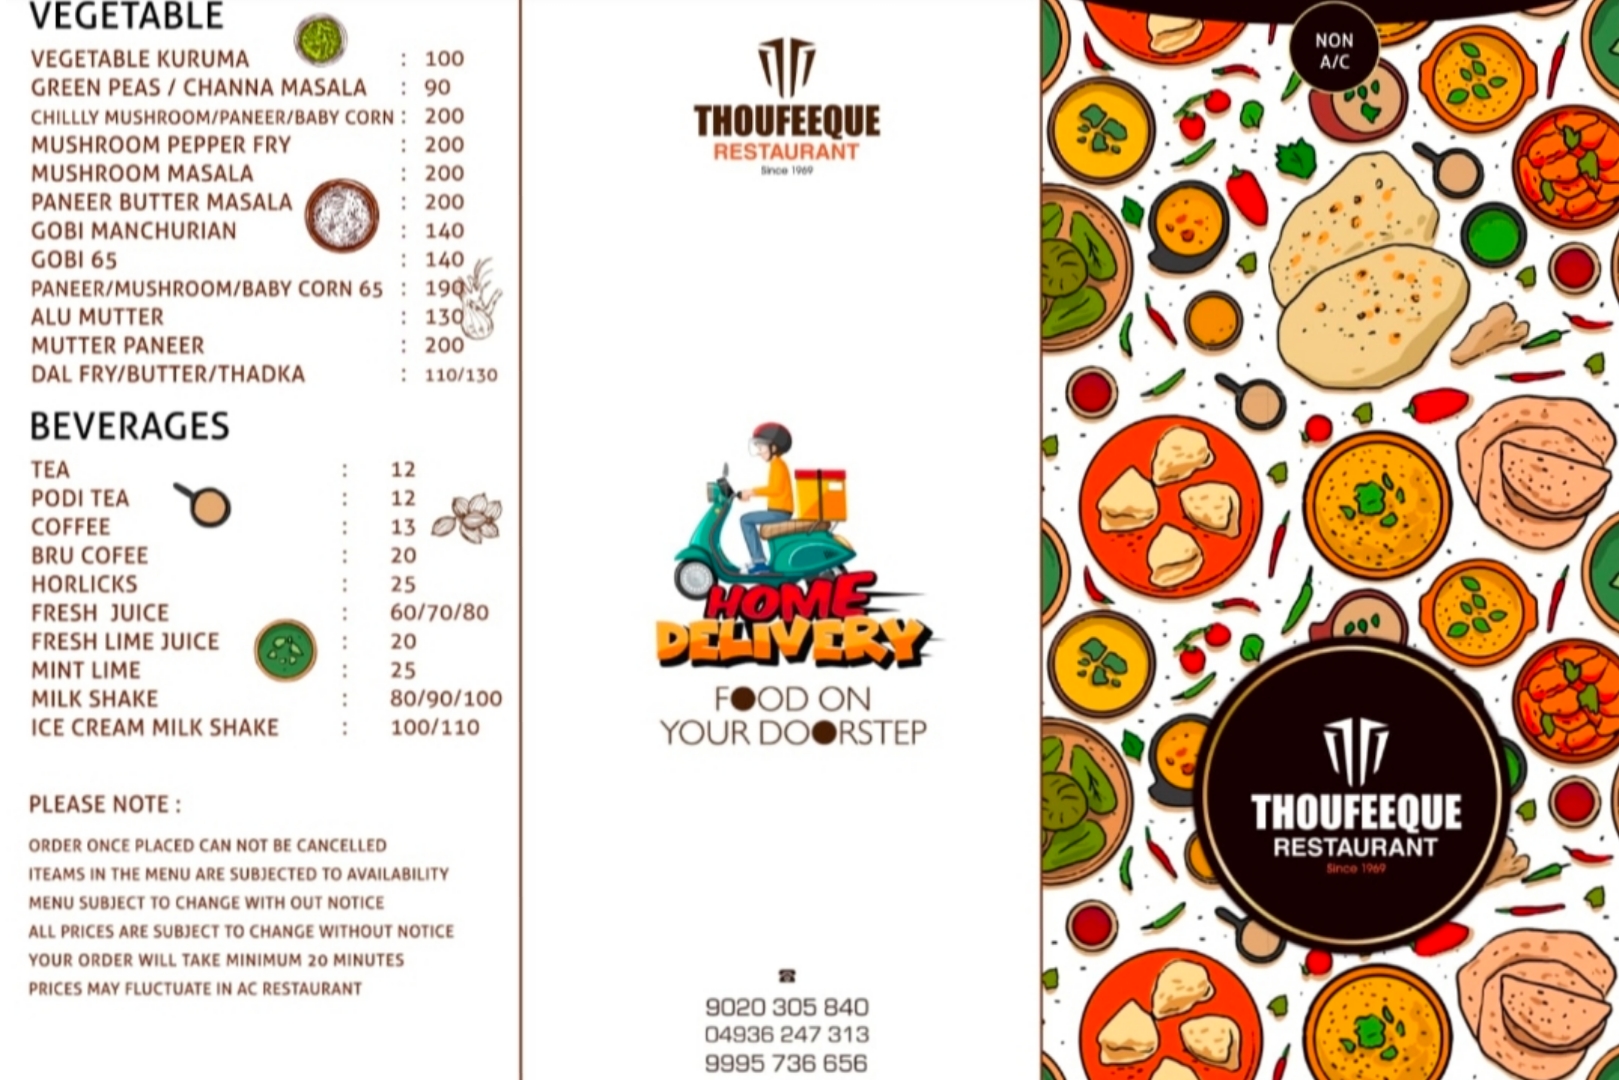 VEGETABLE
VEGETABLE KURUMA : 100
GREEN PEAS / CHANNA MASALA : 90
CHILLLY MUSHROOM/PANEER/BABY CORN : 200
MUSHROOM PEPPER FRY : 200
MUSHROOM MASALA : 200
PANEER BUTTER MASALA : 200
GOBI MANCHURIAN : 140
GOBI 65 : 140
PANEER/MUSHROOM/BABY CORN 65 : 190
ALU MUTTER : 130
MUTTER PANEER : 200
DAL FRY/BUTTER/THADKA : 110/130
BEVERAGES
TEA : 12
PODI TEA : 12
COFFEE : 13
BRU COFEE : 20
HORLICKS : 25
FRESH JUICE : 60/70/80
FRESH LIME JUICE : 20
MINT LIME : 25
MILK SHAKE : 80/90/100
ICE CREAM MILK SHAKE : 100/110
PLEASE NOTE :
ORDER ONCE PLACED CAN NOT BE CANCELLED
ITEAMS IN THE MENU ARE SUBJECTED TO AVAILABILITY
MENU SUBJECT TO CHANGE WITH OUT NOTICE
ALL PRICES ARE SUBJECT TO CHANGE WITHOUT NOTICE
YOUR ORDER WILL TAKE MINIMUM 20 MINUTES
PRICES MAY FLUCTUATE IN AC RESTAURANT
THOUFEEQUE
RESTAURANT
Since 1969
HOME
DELIVERY
FOOD ON
YOUR DOORSTEP
9020 305 840
04936 247 313
9995 736 656
NON
A/C
THOUFEEQUE
RESTAURANT
Since 1969